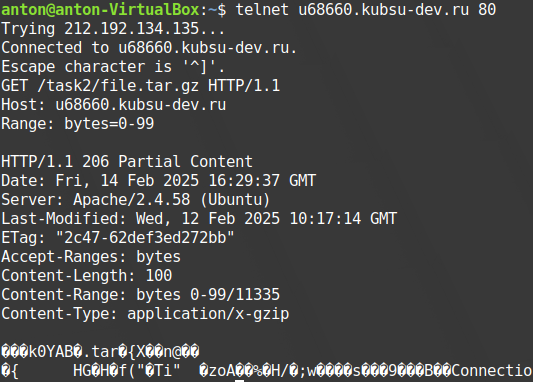 anton@anton-VirtualBox:~$ telnet u68660.kubsu-dev.ru 80
Trying 212.192.134.135...
Connected to u68660.kubsu-dev.ru.
Escape character is '^]'.
GET /task2/file.tar.gz HTTP/1.1
Host: u68660.kubsu-dev.ru
Range: bytes=0-99

HTTP/1.1 206 Partial Content
Date: Fri, 14 Feb 2025 16:29:37 GMT
Server: Apache/2.4.58 (Ubuntu)
Last-Modified: Wed, 12 Feb 2025 10:17:14 GMT
ETag: "2c47-62def3ed272bb"
Accept-Ranges: bytes
Content-Length: 100
Content-Range: bytes 0-99/11335
Content-Type: application/x-gzip

���k0YAB�.tar�{X��n@��
�{      HG�H�f("�Ti"  �zoA��%�H/�;w����s���9���B��Connectio